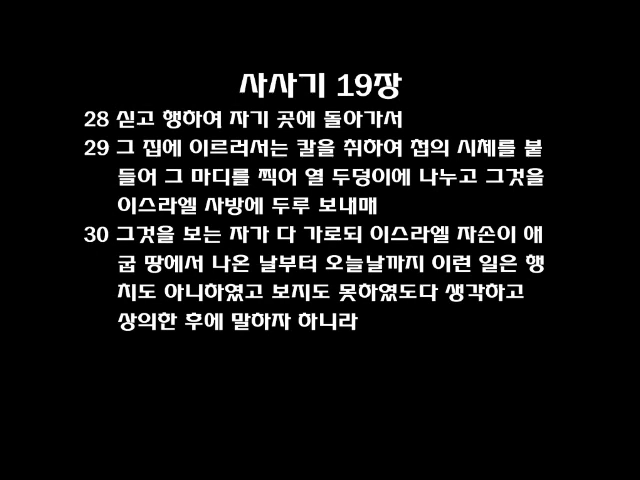 사사기 19장
28 싣고 행하여 자기 곳에 돌아가서
29 그 집에 이르러서는 칼을 취하여 첩의 시체를 붙
들어 그 마디를 찍어 열 두덩이에 나누고 그것을
이스라엘 사방에 두루 보내매
30 그것을 보는 자가 다 가로되 이스라엘 자손이 애
굽 땅에서 나온 날부터 오늘날까지 이런 일은 행
치도 아니하였고 보지도 못하였도다 생각하고
상의한 후에 말하자 하니라